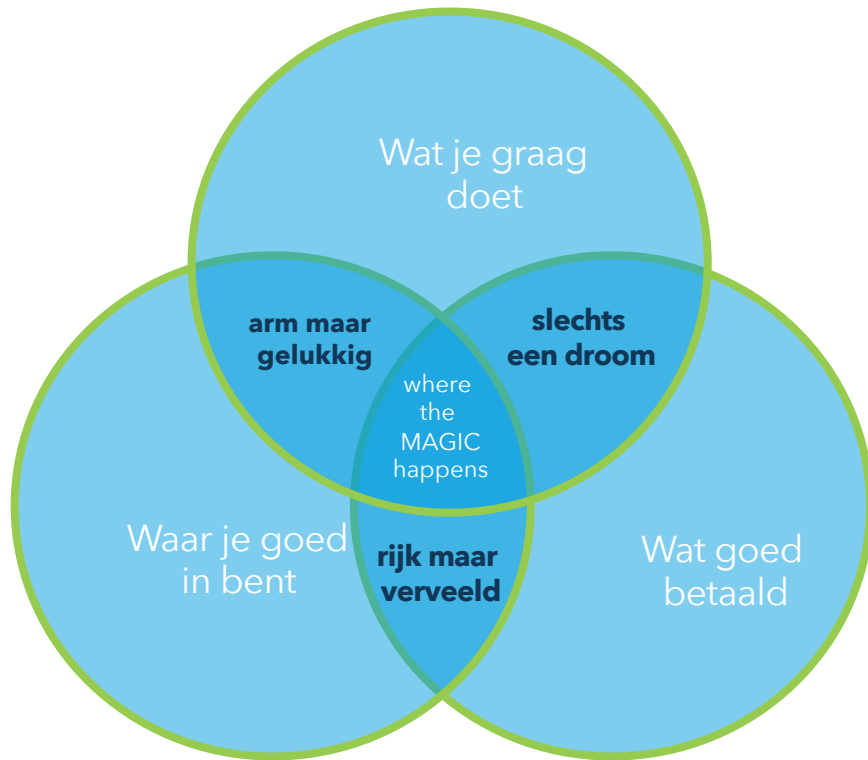 Wat je graag
doet
arm maar
gelukkig
slechts
een droom
where
the
MAGIC
happens
Waar je goed
in bent
rijk maar
verveeld
Wat goed
betaald